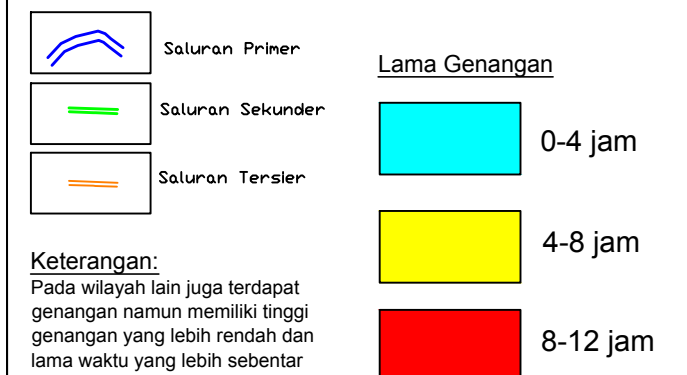 Saluran Primer
Saluran Sekunder
Saluran Tersier
Keterangan:
Pada wilayah lain juga terdapat
genangan namun memiliki tinggi
genangan yang lebih rendah dan
lama waktu yang lebih sebentar
Lama Genangan
0-4 jam
4-8 jam
8-12 jam